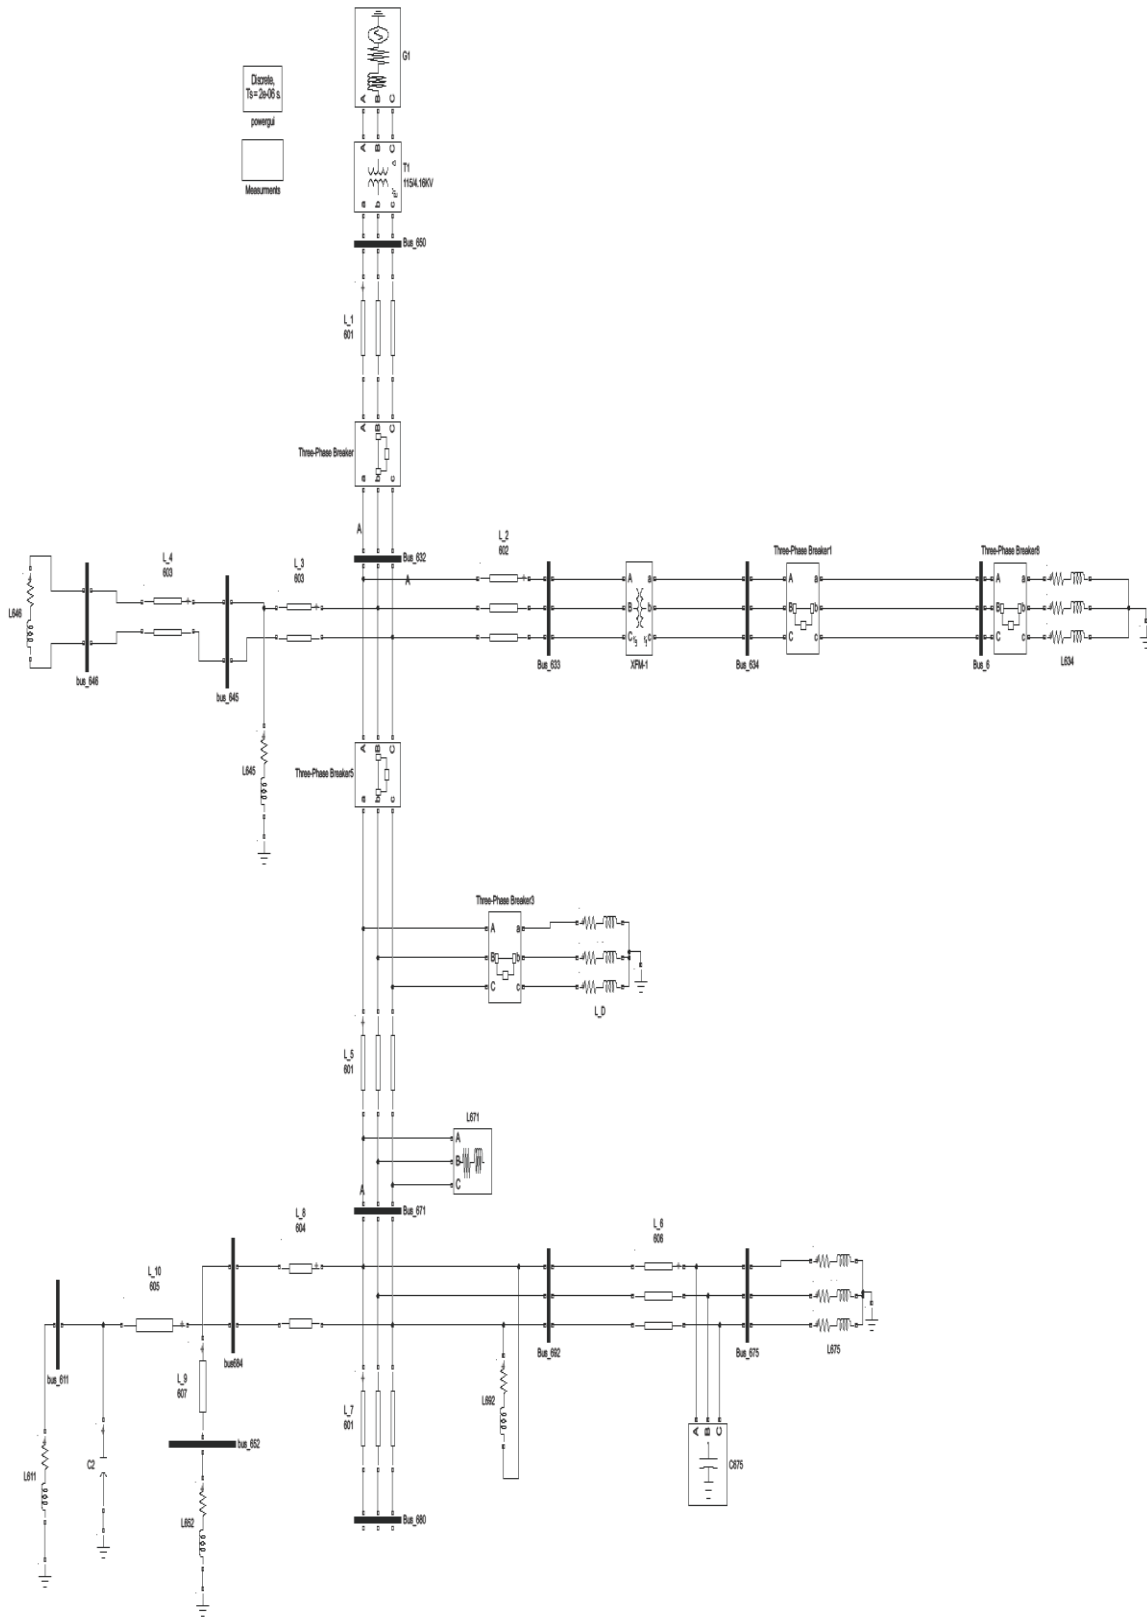 G1
A B C
Discrete,
Ts = 2e-06 s.
powergui
Measurments
A B C
T1
115/4.16KV
a b c
Bus_650
L_1
601
A B C
Three-Phase Breaker
a b c
A
Bus_632
A
L_2
602
L_3
603
L_4
603
L646
bus_646
bus_645
L645
Bus_633
A a
B b
C c
XFM-1
Bus_634
Three-Phase Breaker1
A a
B b
C c
Bus_6
Three-Phase Breaker8
A a
B b
C c
L634
A B C
Three-Phase Breaker5
a b c
Three-Phase Breaker3
A a
B b
C c
L_D
L_5
601
L671
A
B
C
A
Bus_671
L_8
604
L_6
606
L_10
605
bus_611
bus684
L_9
607
bus_652
L611
C2
L652
L_7
601
Bus_680
L692
Bus_692
Bus_675
L675
A B C
C675